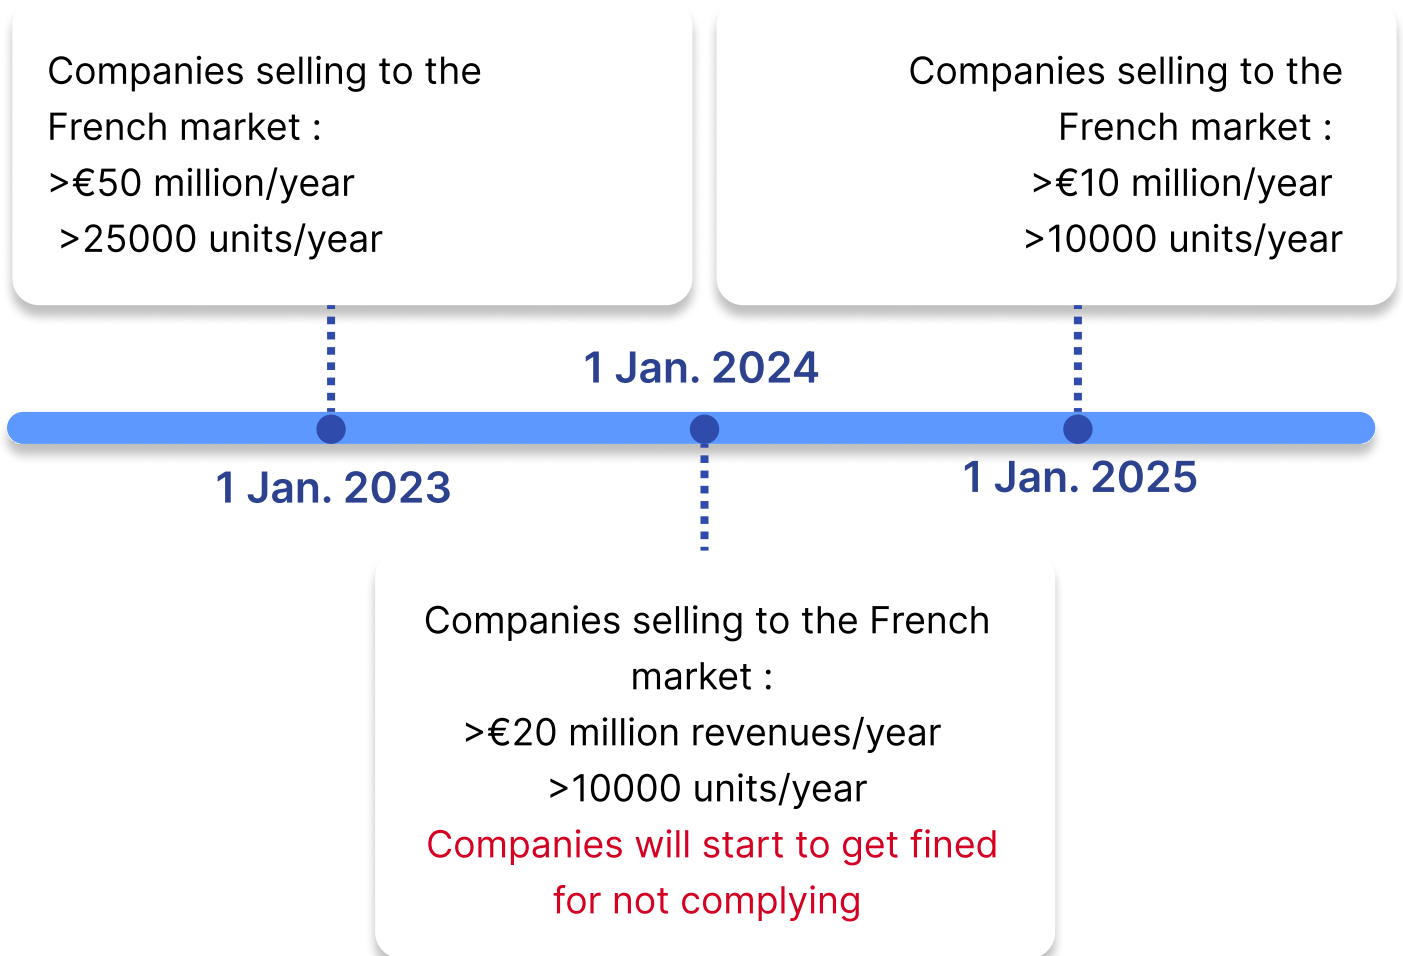 Companies selling to the
French market :
>€50 million/year
>25000 units/year
Companies selling to the
French market :
>€10 million/year
>10000 units/year
1 Jan. 2024
1 Jan. 2023
1 Jan. 2025
Companies selling to the French
market :
>€20 million revenues/year
>10000 units/year
Companies will start to get fined
for not complying